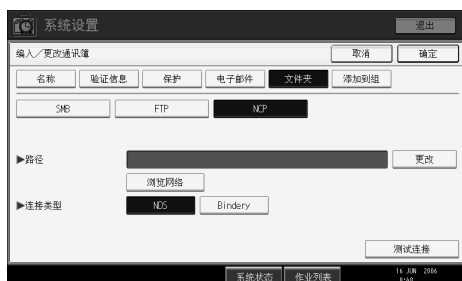 系统设置
退出
编入／更改通讯簿
取消
确定
名称
验证信息
保护
电子邮件
文件夹
添加到组
SMB
FTP
NCP
▶路径
更改
浏览网络
▶连接类型
NDS
Bindery
测试连接
系统状态
作业列表
16 JUN 2006